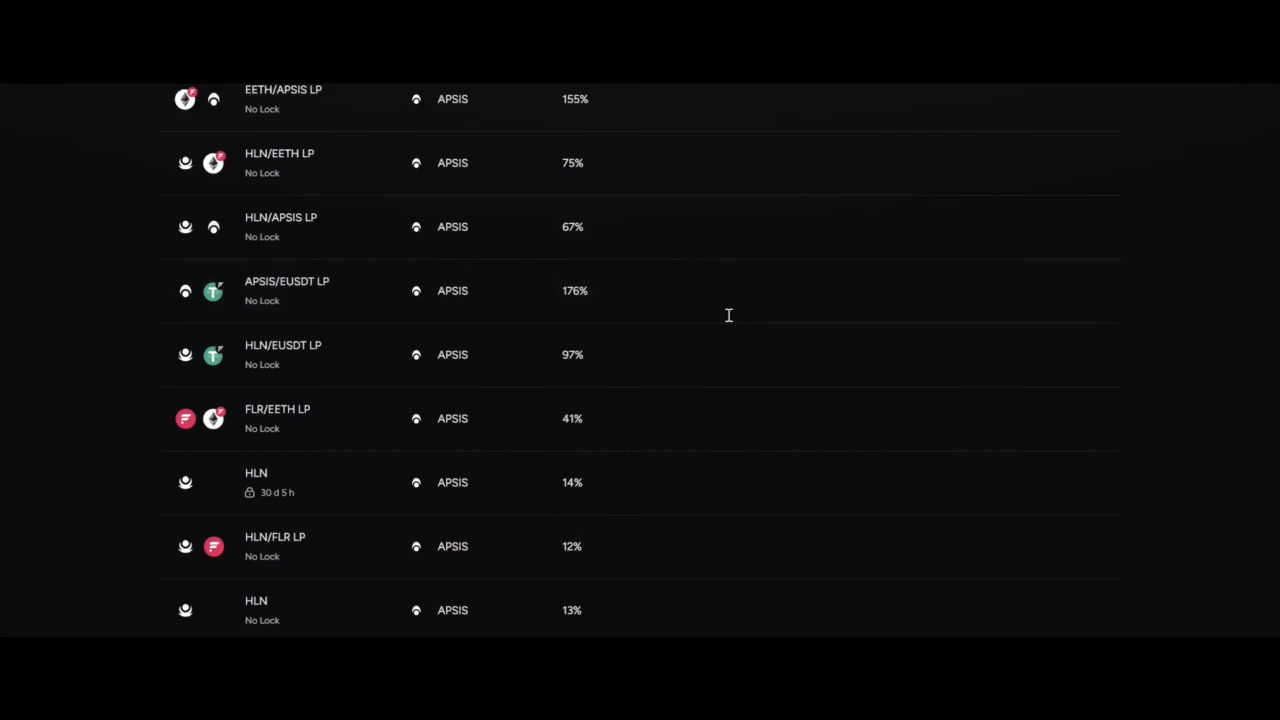 EETH/APSIS LP
No Lock
APSIS
155%
HLN/EETH LP
No Lock
APSIS
75%
HLN/APSIS LP
No Lock
APSIS
67%
APSIS/EUSDT LP
No Lock
APSIS
176%
HLN/EUSDT LP
No Lock
APSIS
97%
FLR/EETH LP
No Lock
APSIS
41%
HLN
30 d 5 h
APSIS
14%
HLN/FLR LP
No Lock
APSIS
12%
HLN
No Lock
APSIS
13%